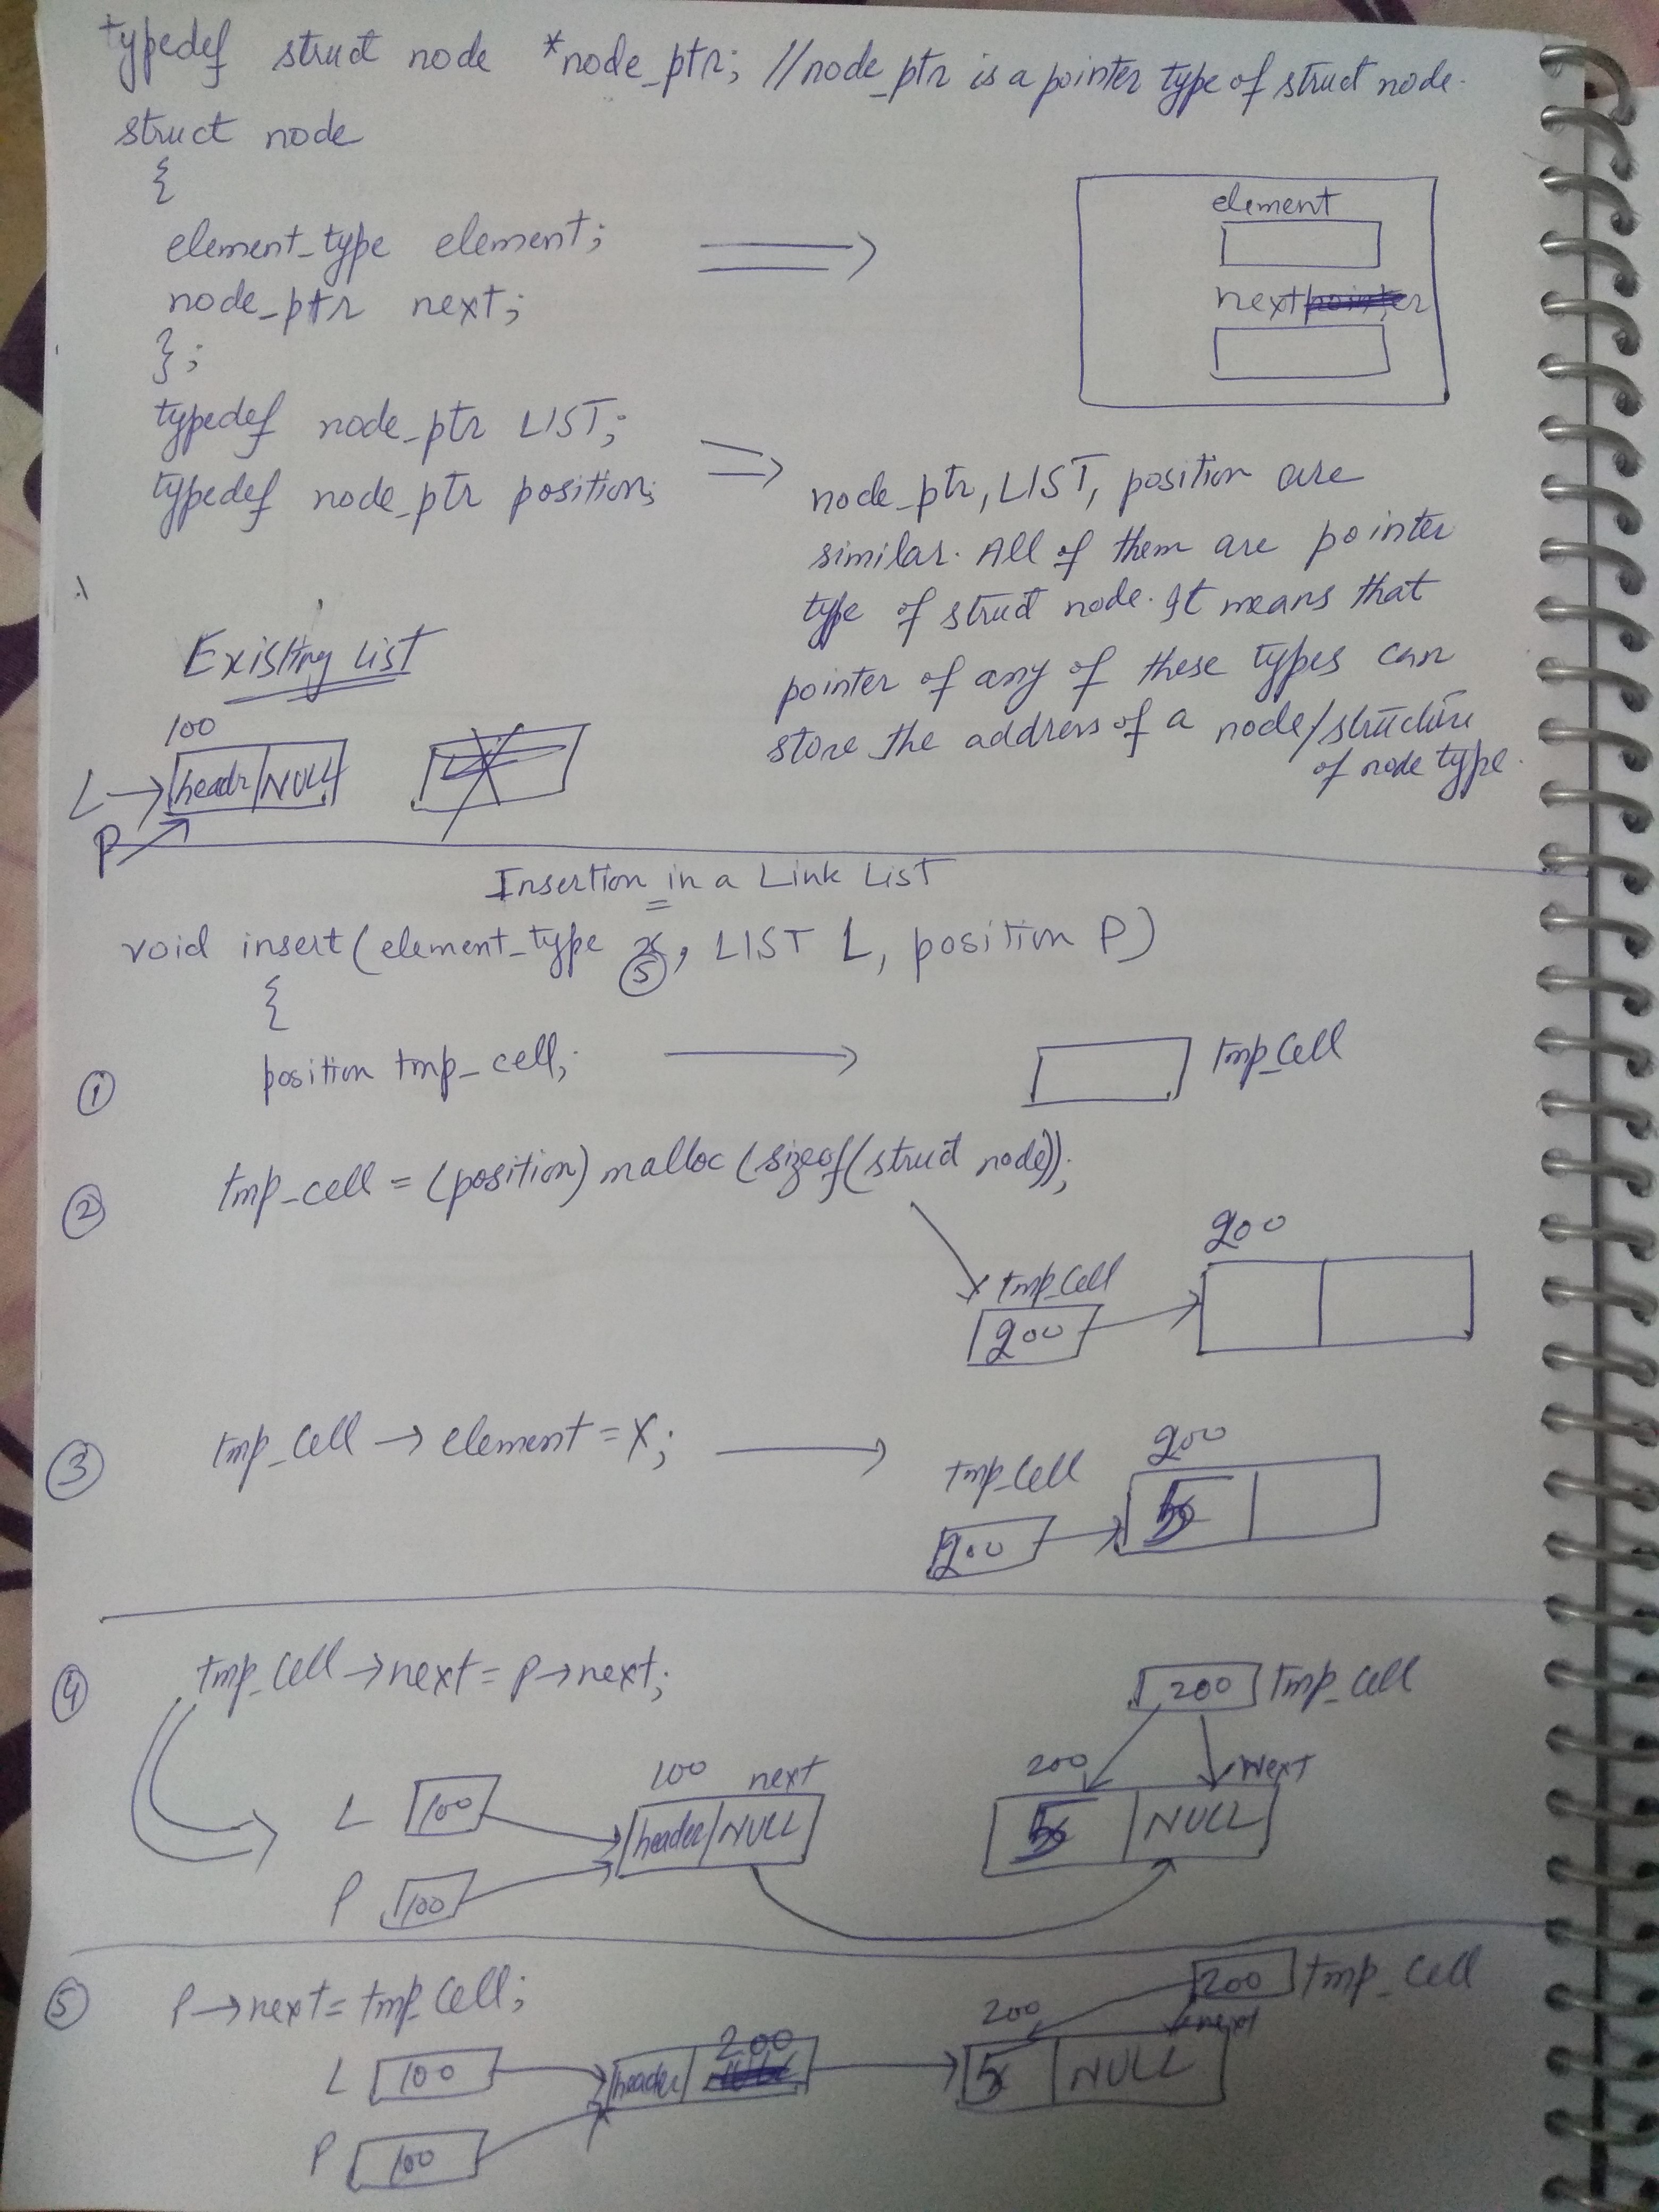 typedef struct node *node_ptr; //node_ptr is a pointer type of struct node.
struct node
{
element_type element;
node_ptr next;
};
element
next
typedef node_ptr LIST;
typedef node_ptr position;
node_ptr, LIST, position are
similar. All of them are pointer
type of struct node. It means that
pointer of any of these types can
store the address of a node/structure
of node type.
Existing List
100
L headr NULL
P
Insertion in a Link List
void insert(element_type x, LIST L, position P)
5
{
1 position tmp_cell; tmp_cell
2 tmp_cell = (position) malloc (sizeof(struct node));
200
tmp_cell
200
3 tmp_cell → element = X;
200
tmp_cell
200 5
4 tmp_cell → next = P → next;
200 tmp_cell
100 next 200 Next
L 100 header NULL 5 NULL
P 100
5 P → next = tmp_cell;
200 tmp_cell
200 next
L 100 header 200 5 NULL
P 100